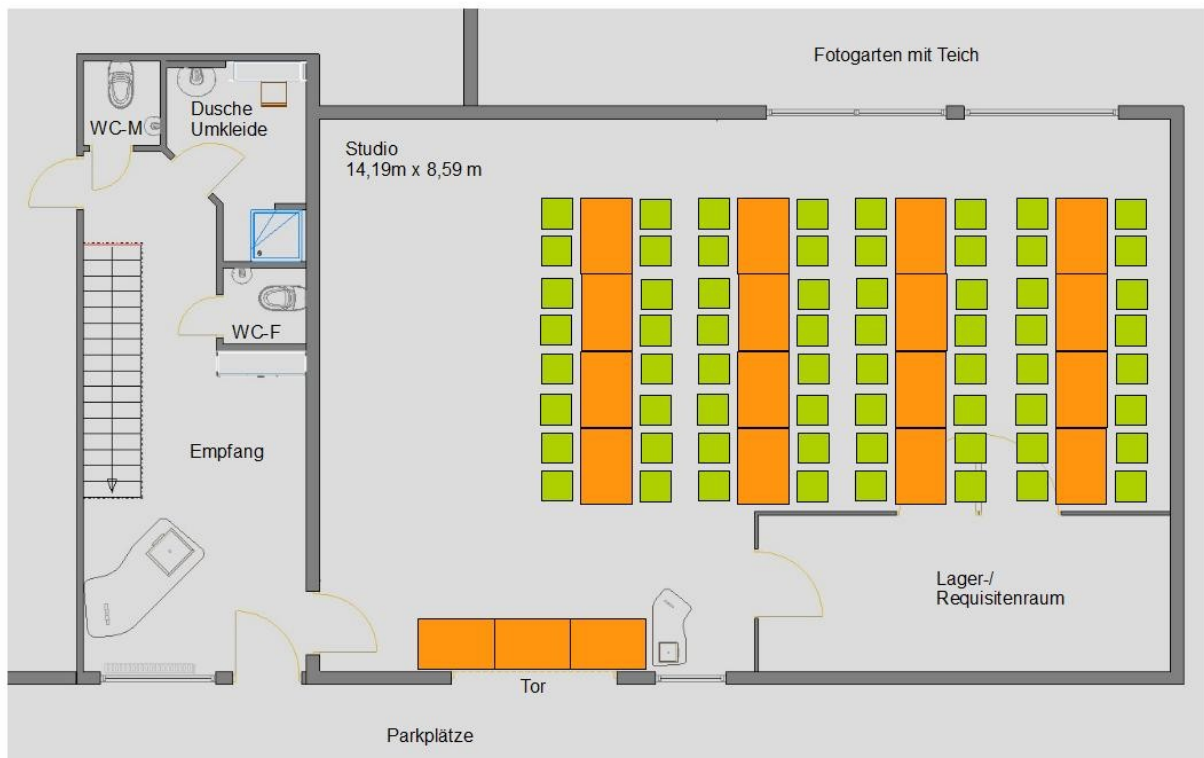 Fotogarten mit Teich
Dusche
Umkleide
WC-M
Studio
14,19m x 8,59 m
WC-F
Empfang
Lager-/
Requisitenraum
Tor
Parkplätze